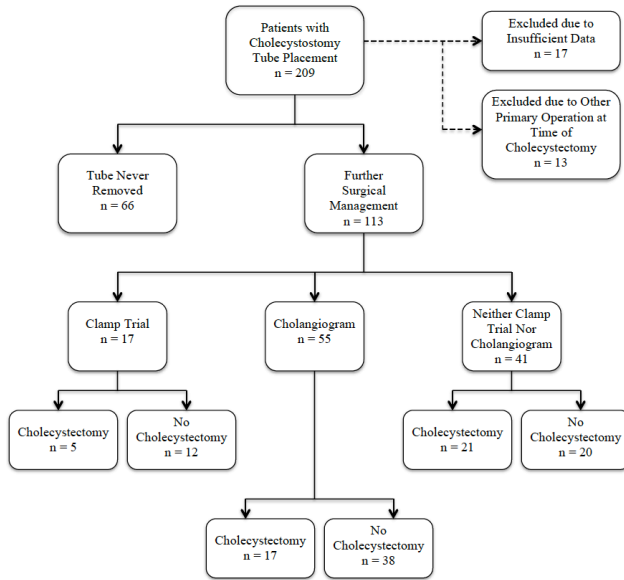 Patients with
Cholecystostomy
Tube Placement
n = 209
Excluded due to
Insufficient Data
n = 17
Excluded due to Other
Primary Operation at
Time of
Cholecystectomy
n = 13
Tube Never
Removed
n = 66
Further
Surgical
Management
n = 113
Clamp Trial
n = 17
Cholangiogram
n = 55
Neither Clamp
Trial Nor
Cholangiogram
n = 41
Cholecystectomy
n = 5
No
Cholecystectomy
n = 12
Cholecystectomy
n = 21
No
Cholecystectomy
n = 20
Cholecystectomy
n = 17
No
Cholecystectomy
n = 38